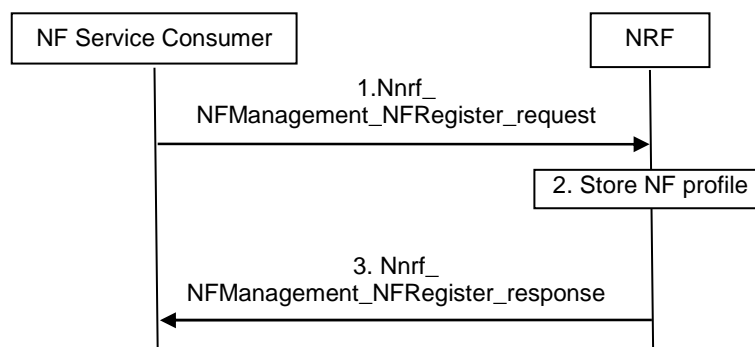 NF Service Consumer
NRF
1.Nnrf_
NFManagement_NFRegister_request
2. Store NF profile
3. Nnrf_
NFManagement_NFRegister_response